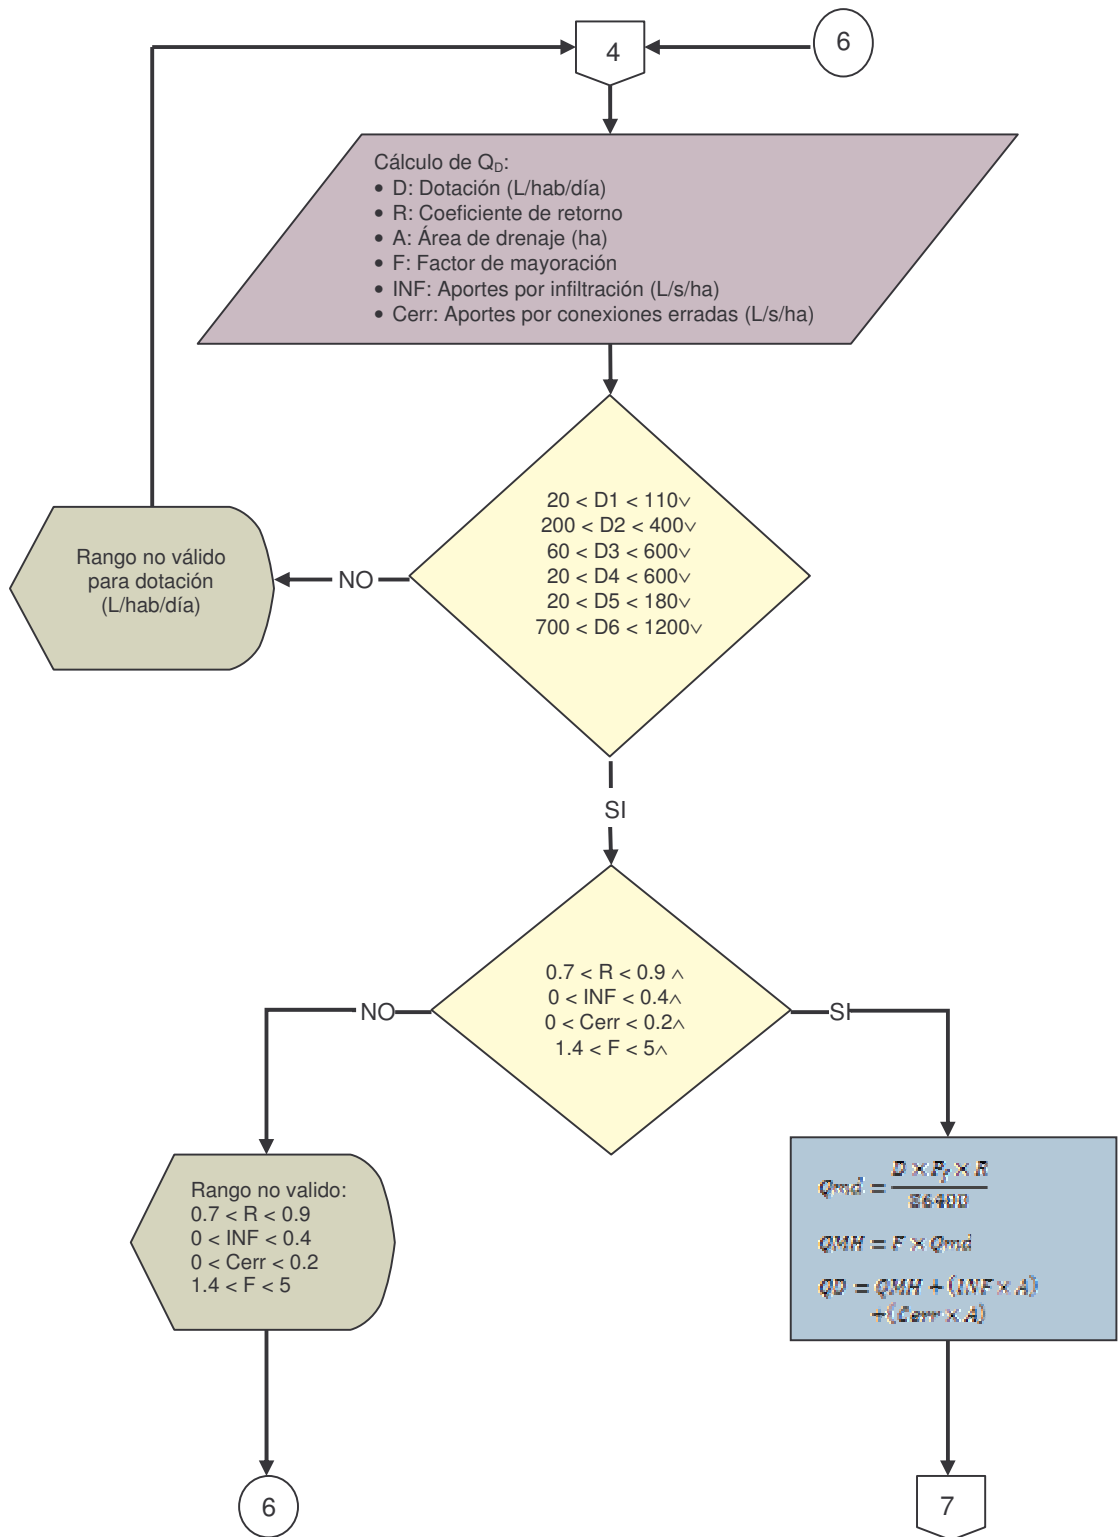 6
4
Cálculo de QD:
• D: Dotación (L/hab/día)
• R: Coeficiente de retorno
• A: Área de drenaje (ha)
• F: Factor de mayoración
• INF: Aportes por infiltración (L/s/ha)
• Cerr: Aportes por conexiones erradas (L/s/ha)
20 < D1 < 110∨
200 < D2 < 400∨
60 < D3 < 600∨
20 < D4 < 600∨
20 < D5 < 180∨
700 < D6 < 1200∨
Rango no válido
para dotación
(L/hab/día)
NO
SI
0.7 < R < 0.9 ∧
0 < INF < 0.4∧
0 < Cerr < 0.2∧
1.4 < F < 5∧
NO
SI
Rango no valido:
0.7 < R < 0.9
0 < INF < 0.4
0 < Cerr < 0.2
1.4 < F < 5
Qmd = D × Pf × R / 86400
QMH = F × Qmd
QD = QMH + (INF × A)
+(Cerr × A)
6
7